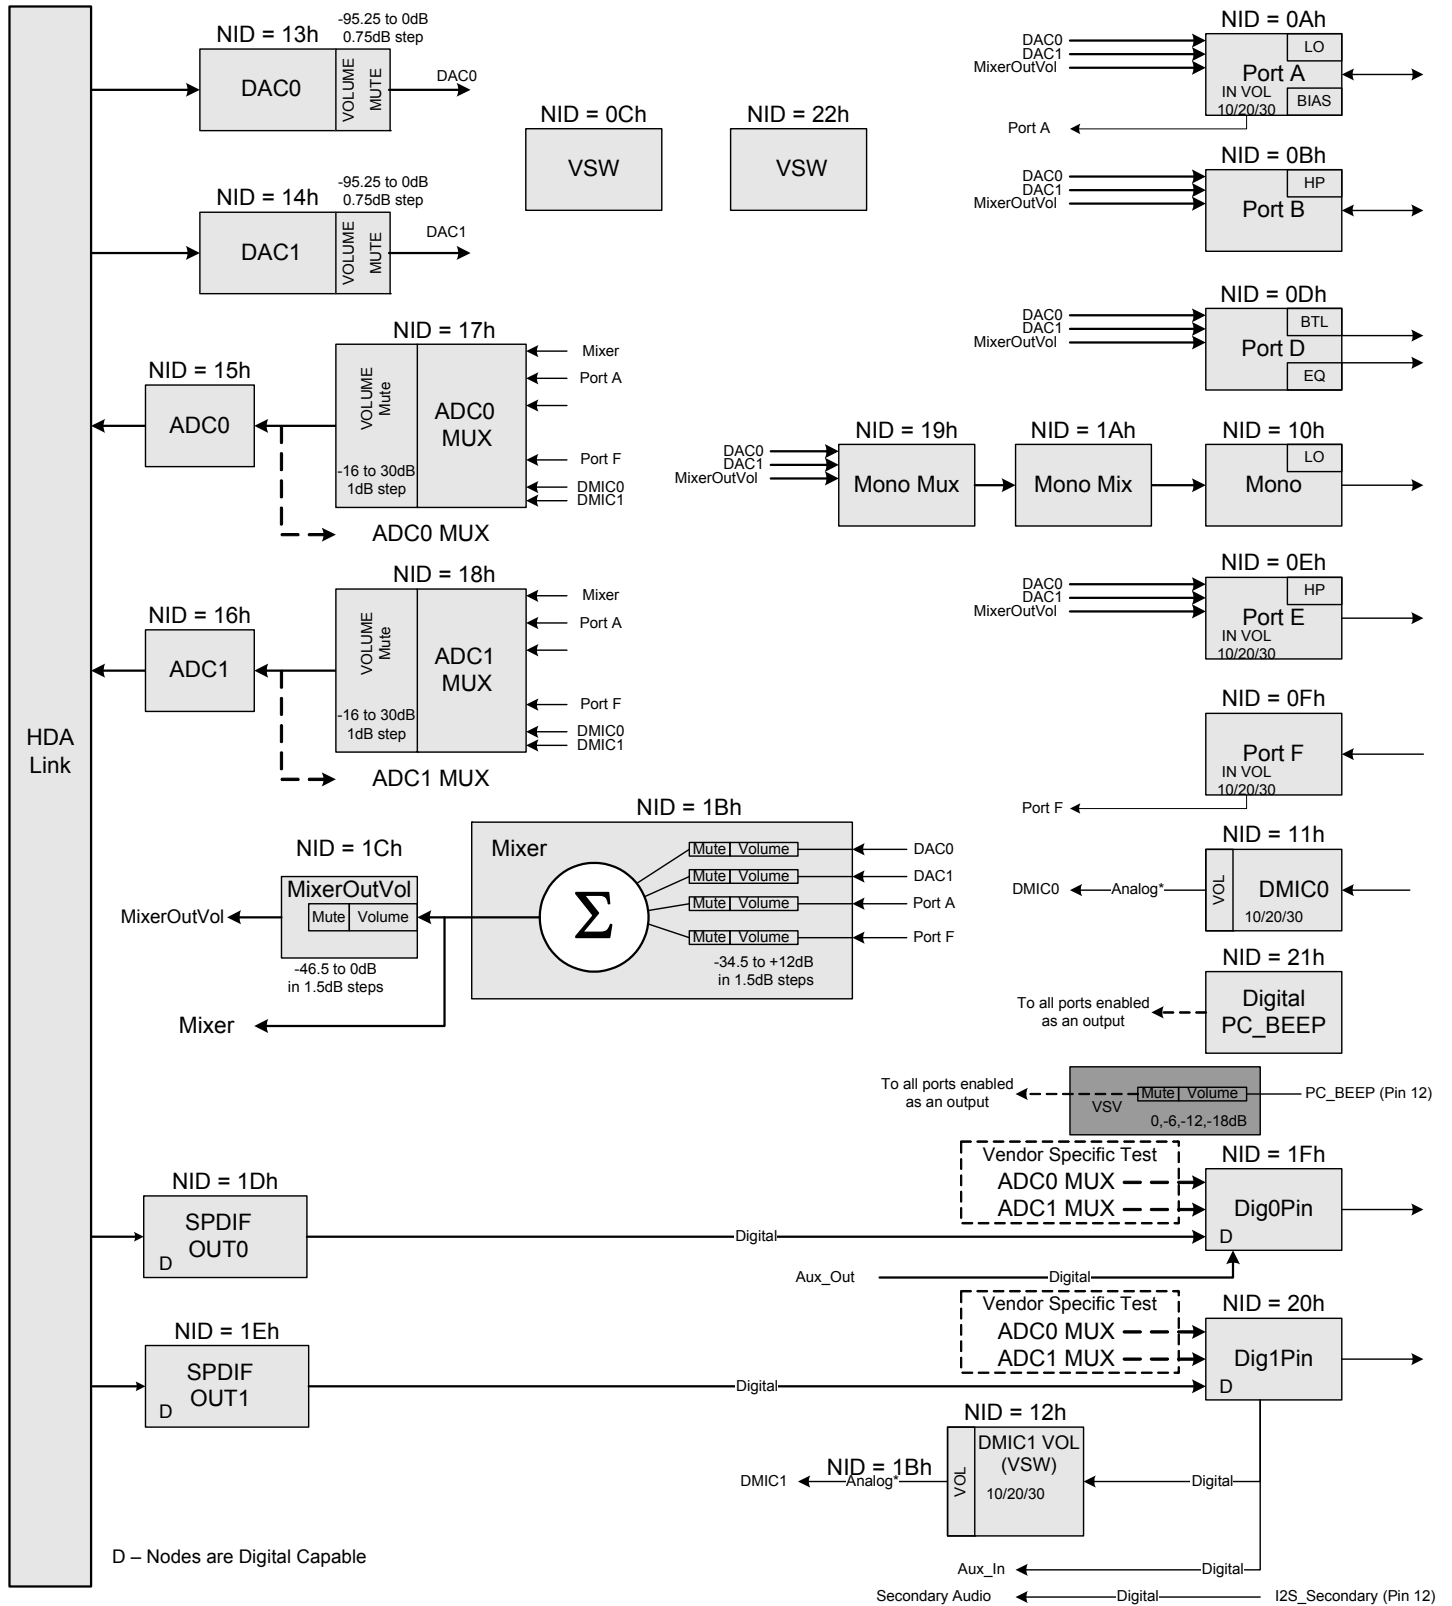 HDA
Link
NID = 13h
-95.25 to 0dB
0.75dB step
DAC0
VOLUME
MUTE
DAC0
NID = 14h
-95.25 to 0dB
0.75dB step
DAC1
VOLUME
MUTE
DAC1
NID = 0Ch
VSW
NID = 22h
VSW
NID = 0Ah
DAC0
DAC1
MixerOutVol
LO
Port A
IN VOL
10/20/30
BIAS
Port A
NID = 0Bh
DAC0
DAC1
MixerOutVol
HP
Port B
NID = 0Dh
DAC0
DAC1
MixerOutVol
BTL
Port D
EQ
NID = 17h
VOLUME
Mute
-16 to 30dB
1dB step
ADC0
MUX
Mixer
Port A
Port F
DMIC0
DMIC1
NID = 15h
ADC0
ADC0 MUX
NID = 19h
DAC0
DAC1
MixerOutVol
Mono Mux
NID = 1Ah
Mono Mix
NID = 10h
LO
Mono
NID = 18h
VOLUME
Mute
-16 to 30dB
1dB step
ADC1
MUX
Mixer
Port A
Port F
DMIC0
DMIC1
NID = 16h
ADC1
ADC1 MUX
NID = 0Eh
DAC0
DAC1
MixerOutVol
HP
Port E
IN VOL
10/20/30
NID = 0Fh
Port F
IN VOL
10/20/30
Port F
NID = 1Bh
Mixer
Σ
Mute Volume
Mute Volume
Mute Volume
Mute Volume
-34.5 to +12dB
in 1.5dB steps
DAC0
DAC1
Port A
Port F
NID = 1Ch
MixerOutVol
Mute Volume
-46.5 to 0dB
in 1.5dB steps
MixerOutVol
Mixer
NID = 11h
DMIC0
Analog*
VOL
DMIC0
10/20/30
NID = 21h
Digital
PC_BEEP
To all ports enabled
as an output
To all ports enabled
as an output
VSV
Mute Volume
0,-6,-12,-18dB
PC_BEEP (Pin 12)
NID = 1Dh
SPDIF
OUT0
D
Digital
Vendor Specific Test
ADC0 MUX
ADC1 MUX
NID = 1Fh
Dig0Pin
D
Aux_Out
Digital
NID = 1Eh
SPDIF
OUT1
D
Digital
Vendor Specific Test
ADC0 MUX
ADC1 MUX
NID = 20h
Dig1Pin
D
NID = 12h
VOL
DMIC1 VOL
(VSW)
10/20/30
Digital
NID = 1Bh
DMIC1
Analog*
Aux_In
Digital
Secondary Audio
Digital
I2S_Secondary (Pin 12)
D – Nodes are Digital Capable